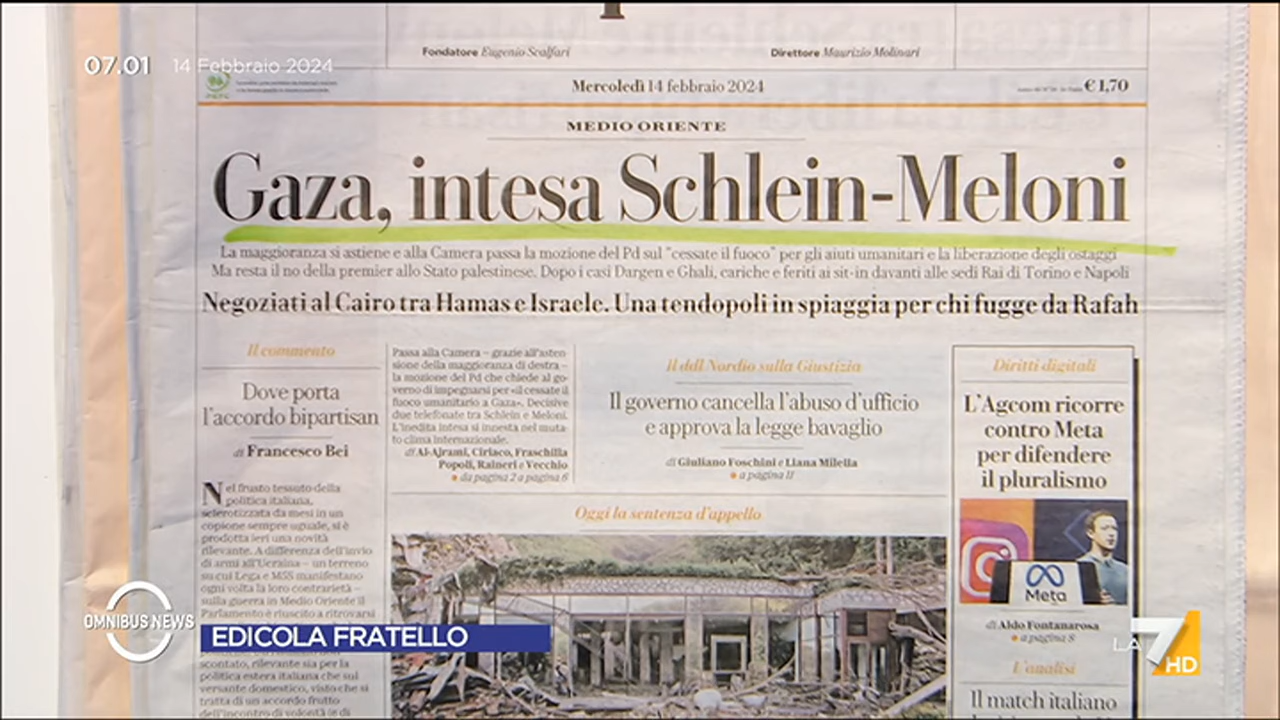 07.01 14 Febbraio 2024
Fondatore Eugenio Scalfari
Direttore Maurizio Molinari
Mercoledì 14 febbraio 2024
€ 1,70
MEDIO ORIENTE
Gaza, intesa Schlein-Meloni
La maggioranza si astiene e alla Camera passa la mozione del Pd sul "cessate il fuoco" per gli aiuti umanitari e la liberazione degli ostaggi
Ma resta il no della premier allo Stato palestinese. Dopo i casi Dargen e Ghali, cariche e feriti ai sit-in davanti alle sedi Rai di Torino e Napoli
Negoziati al Cairo tra Hamas e Israele. Una tendopoli in spiaggia per chi fugge da Rafah
Il commento
Dove porta
l'accordo bipartisan
di Francesco Bei
Nel frusto tessuto della
politica italiana,
sclerotizzata da mesi in un
copione sempre uguale, si è
prodotta ieri una novità
rilevante. A differenza dell'invio
di armi all'Ucraina – un terreno
su cui Lega e M5S manifestano
ogni volta la loro contrarietà –
sulla guerra in Medio Oriente il
Parlamento è riuscito a ritrovarsi
scontato, rilevante sia per la
politica estera italiana che sul
versante domestico, visto che si
tratta di un accordo frutto
dell'incontro di volontà
Passa alla Camera – grazie all'asten-
sione della maggioranza di destra –
la mozione del Pd che chiede al go-
verno di impegnarsi per «il cessate il
fuoco umanitario a Gaza». Decisive
due telefonate tra Schlein e Meloni.
L'inedita intesa si innesta nel muta-
to clima internazionale.
di Al-Ajrami, Ciriaco, Fraschilla
Popoli, Raineri e Vecchio
da pagina 2 a pagina 6
Il ddl Nordio sulla Giustizia
Il governo cancella l'abuso d'ufficio
e approva la legge bavaglio
di Giuliano Foschini e Liana Milella
a pagina 11
Oggi la sentenza d'appello
Diritti digitali
L'Agcom ricorre
contro Meta
per difendere
il pluralismo
Meta
di Aldo Fontanarosa
a pagina 8
L'analisi
Il match italiano
OMNIBUS NEWS
EDICOLA FRATELLO
LA 7 HD